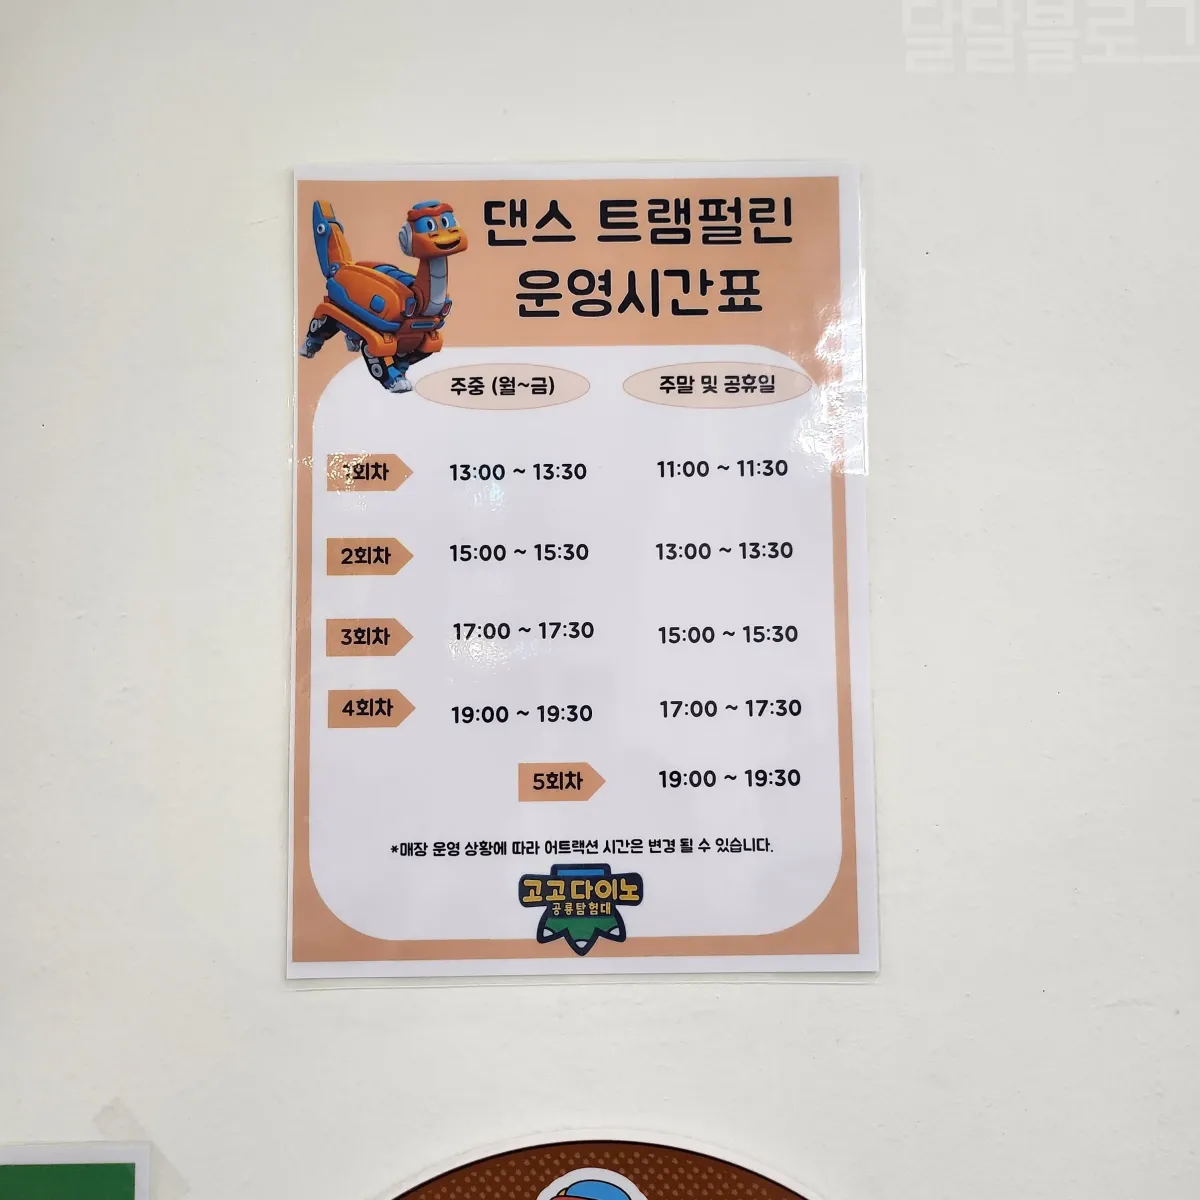 달달블로그
댄스 트램펄린
운영시간표
주중 (월~금) 주말 및 공휴일
1회차 13:00 ~ 13:30 11:00 ~ 11:30
2회차 15:00 ~ 15:30 13:00 ~ 13:30
3회차 17:00 ~ 17:30 15:00 ~ 15:30
4회차 19:00 ~ 19:30 17:00 ~ 17:30
5회차 19:00 ~ 19:30
*매장 운영 상황에 따라 어트랙션 시간은 변경 될 수 있습니다.
고고다이노
공룡탐험대